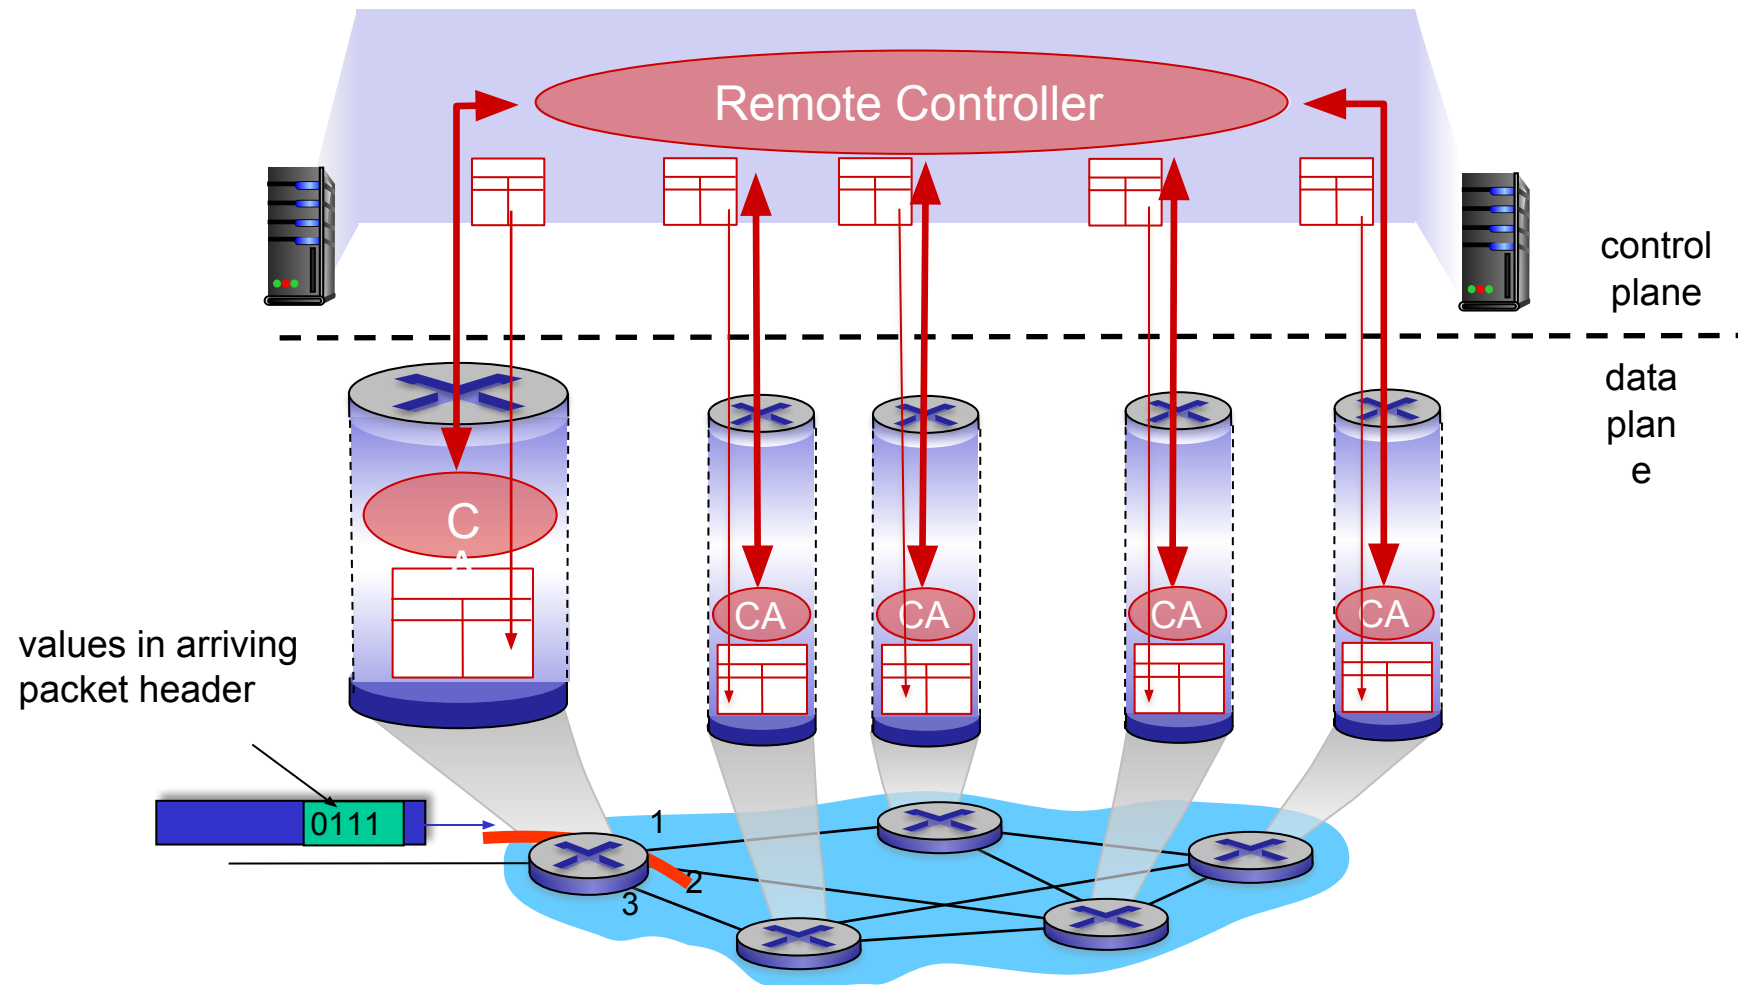 Remote Controller
control
plane
data
plan
e
C
A
CA
CA
CA
CA
values in arriving
packet header
0111
1
2
3